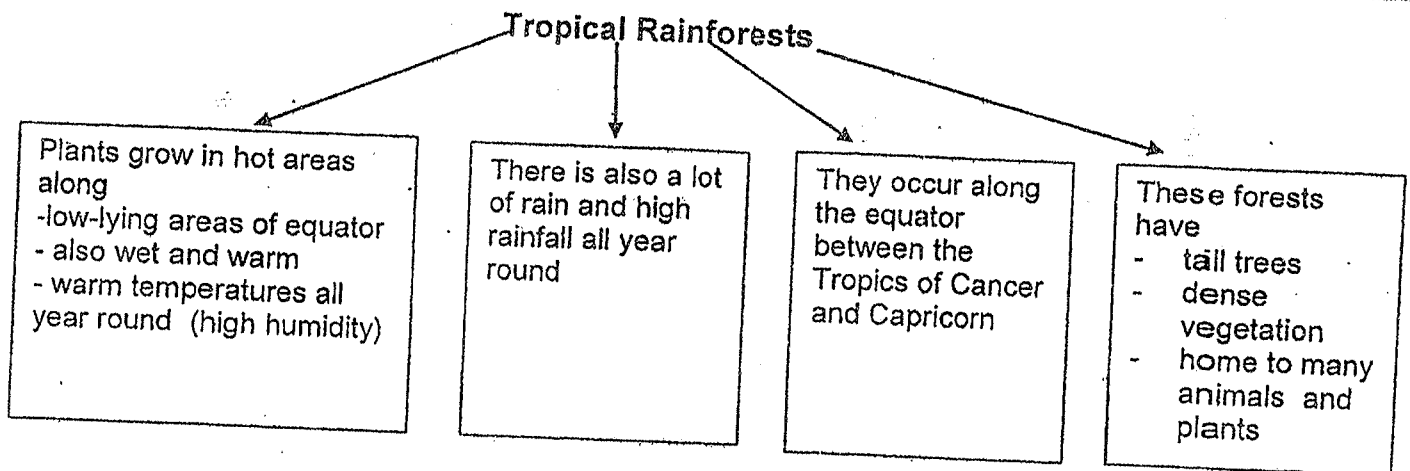 Tropical Rainforests
Plants grow in hot areas
along
-low-lying areas of equator
- also wet and warm
- warm temperatures all
year round (high humidity)
There is also a lot
of rain and high
rainfall all year
round
They occur along
the equator
between the
Tropics of Cancer
and Capricorn
These forests
have
- tall trees
- dense
vegetation
- home to many
animals and
plants